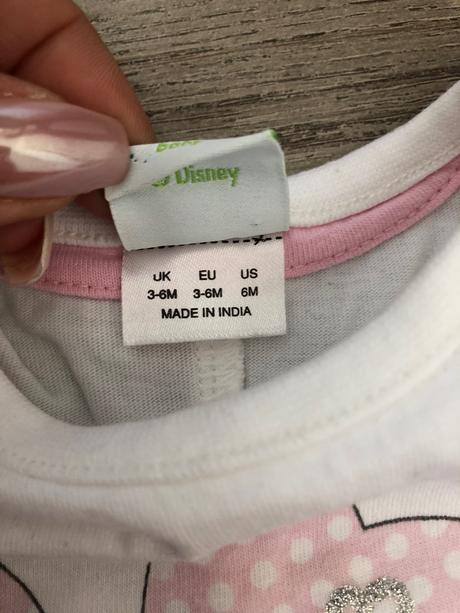 Disney
UK EU US
3-6M 3-6M 6M
MADE IN INDIA